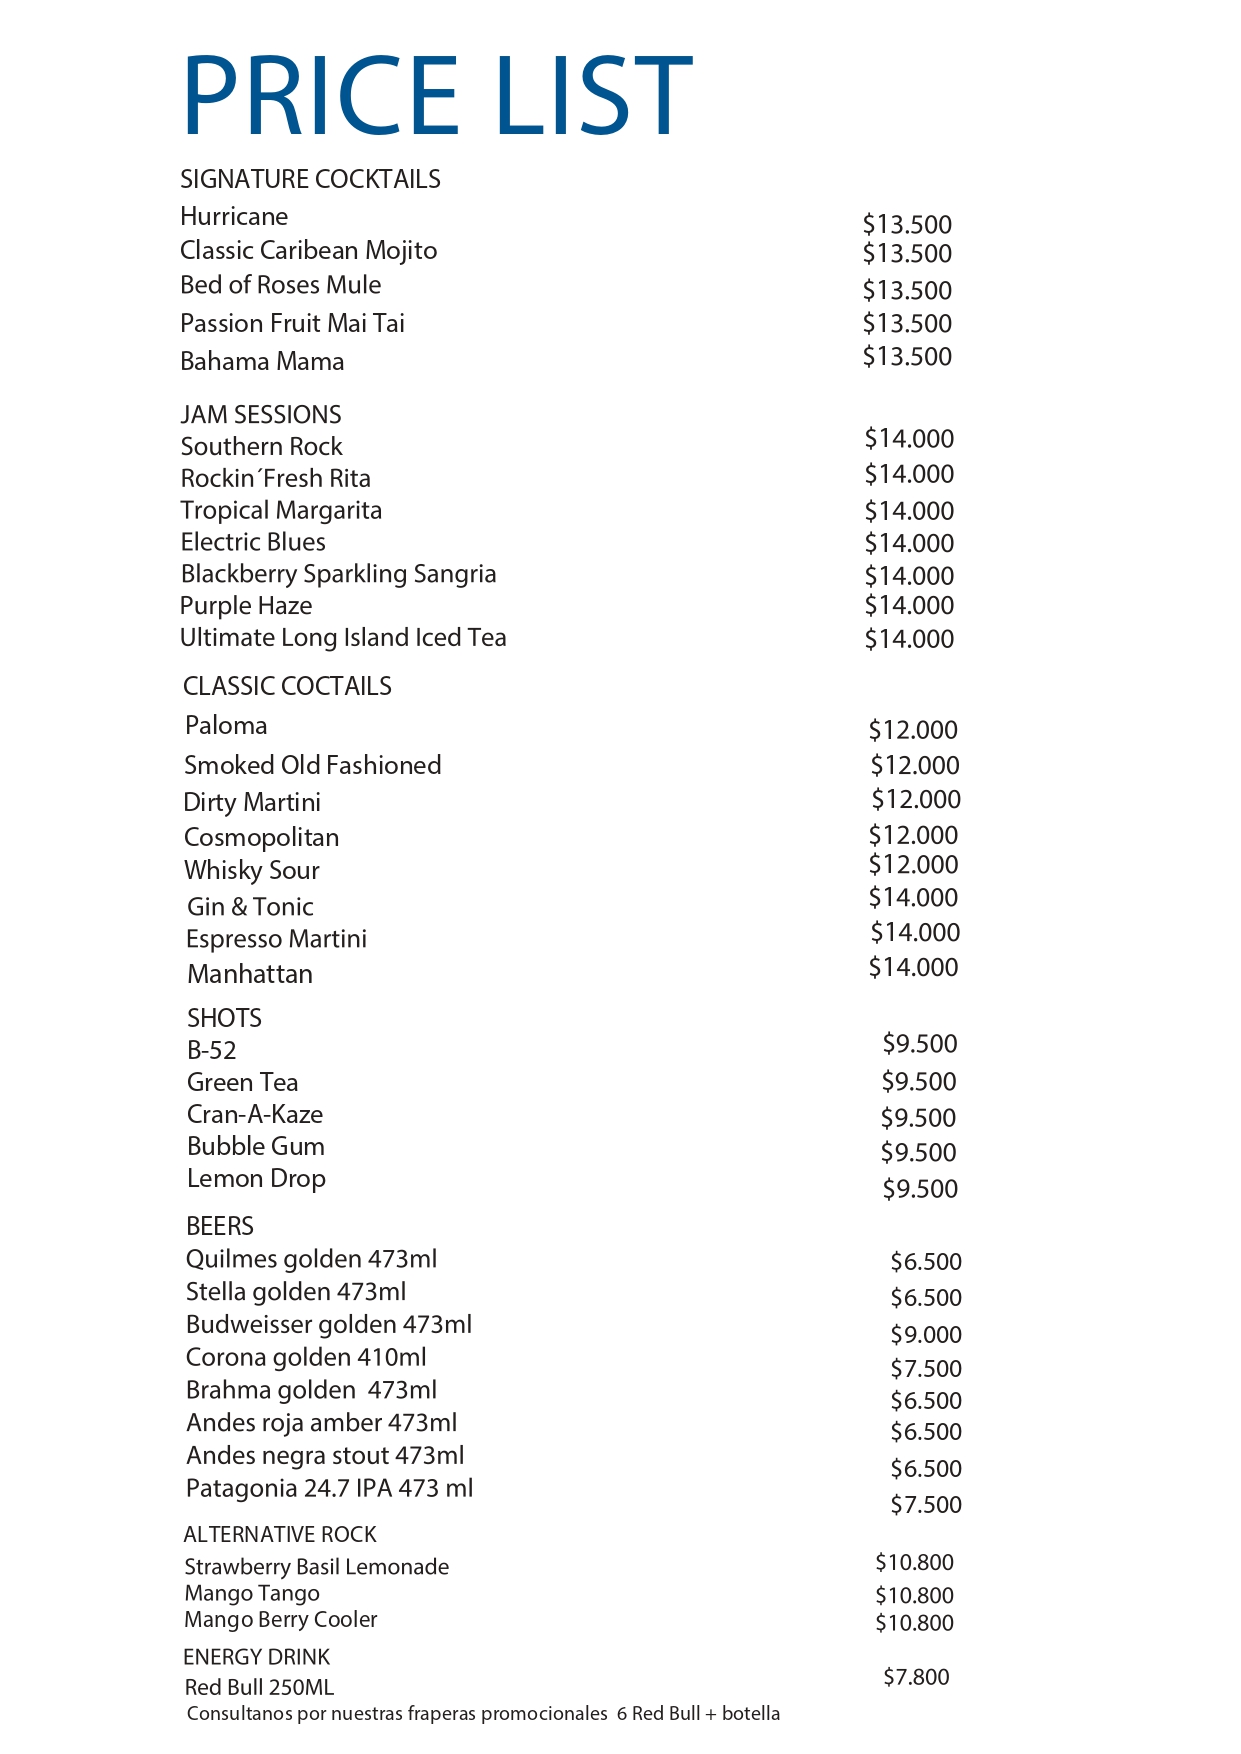 PRICE LIST
SIGNATURE COCKTAILS
Hurricane $13.500
Classic Caribean Mojito $13.500
Bed of Roses Mule $13.500
Passion Fruit Mai Tai $13.500
Bahama Mama $13.500
JAM SESSIONS
Southern Rock $14.000
Rockin´Fresh Rita $14.000
Tropical Margarita $14.000
Electric Blues $14.000
Blackberry Sparkling Sangria $14.000
Purple Haze $14.000
Ultimate Long Island Iced Tea $14.000
CLASSIC COCTAILS
Paloma $12.000
Smoked Old Fashioned $12.000
Dirty Martini $12.000
Cosmopolitan $12.000
Whisky Sour $12.000
Gin & Tonic $14.000
Espresso Martini $14.000
Manhattan $14.000
SHOTS
B-52 $9.500
Green Tea $9.500
Cran-A-Kaze $9.500
Bubble Gum $9.500
Lemon Drop $9.500
BEERS
Quilmes golden 473ml $6.500
Stella golden 473ml $6.500
Budweisser golden 473ml $9.000
Corona golden 410ml $7.500
Brahma golden  473ml $6.500
Andes roja amber 473ml $6.500
Andes negra stout 473ml $6.500
Patagonia 24.7 IPA 473 ml $7.500
ALTERNATIVE ROCK
Strawberry Basil Lemonade $10.800
Mango Tango $10.800
Mango Berry Cooler $10.800
ENERGY DRINK
Red Bull 250ML $7.800
Consultanos por nuestras fraperas promocionales  6 Red Bull + botella